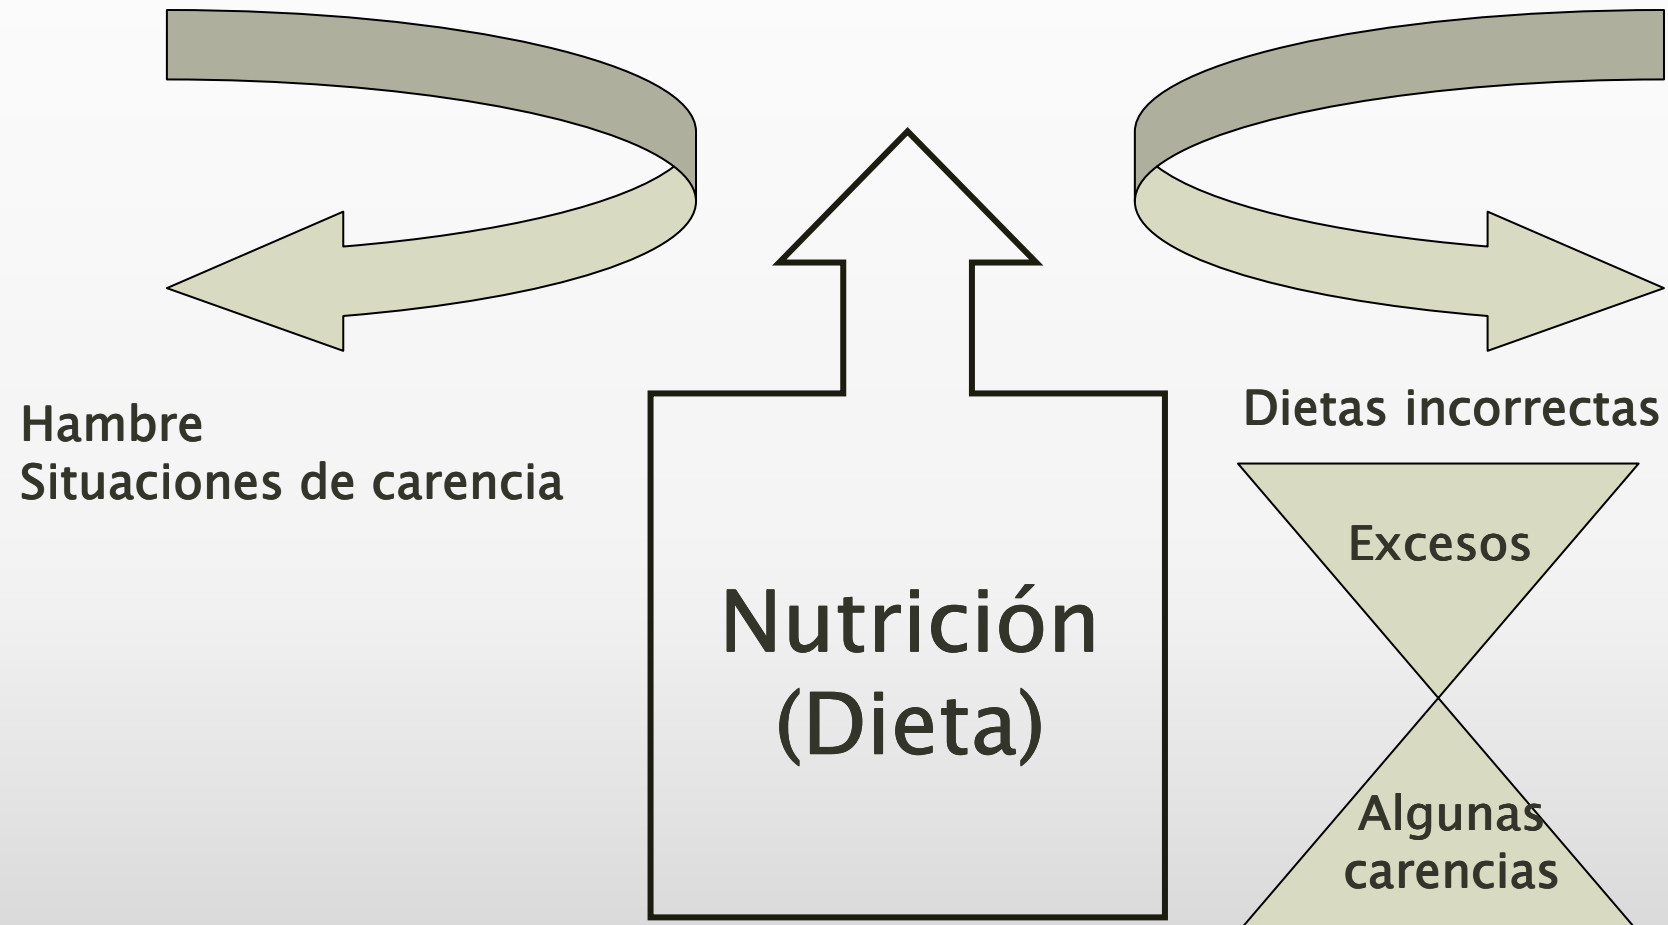 Hambre
Situaciones de carencia
Nutrición
(Dieta)
Dietas incorrectas
Excesos
Algunas
carencias